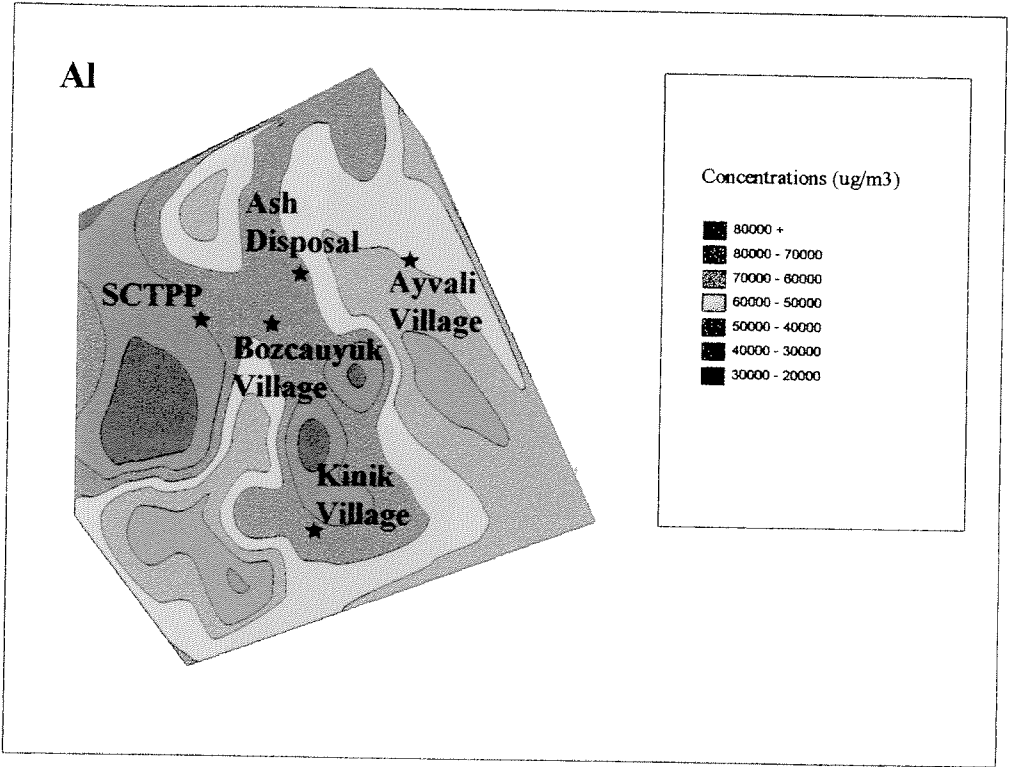 Al
Ash
Disposal
SCTPP
Ayvali
Village
Bozcauyuk
Village
Kinik
Village
Concentrations (ug/m3)
80000 +
80000 - 70000
70000 - 60000
60000 - 50000
50000 - 40000
40000 - 30000
30000 - 20000